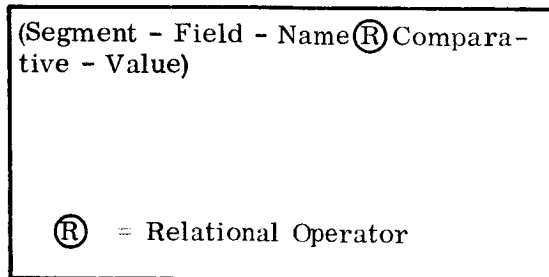 (Segment - Field - Name Ⓡ Compara-
tive - Value)
Ⓡ = Relational Operator